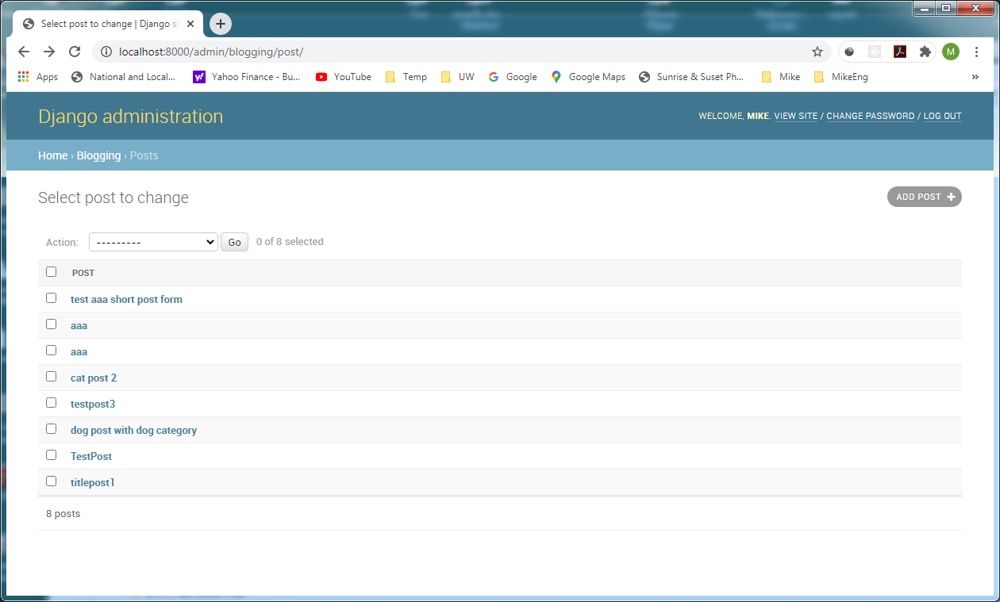 Select post to change | Django si
localhost:8000/admin/blogging/post/
M
Apps National and Local... Yahoo Finance - Bu... YouTube Temp UW Google Google Maps Sunrise & Suset Ph... Mike MikeEng »
Django administration
WELCOME, MIKE. VIEW SITE / CHANGE PASSWORD / LOG OUT
Home › Blogging › Posts
Select post to change
ADD POST +
Action: --------- Go 0 of 8 selected
POST
test aaa short post form
aaa
aaa
cat post 2
testpost3
dog post with dog category
TestPost
titlepost1
8 posts